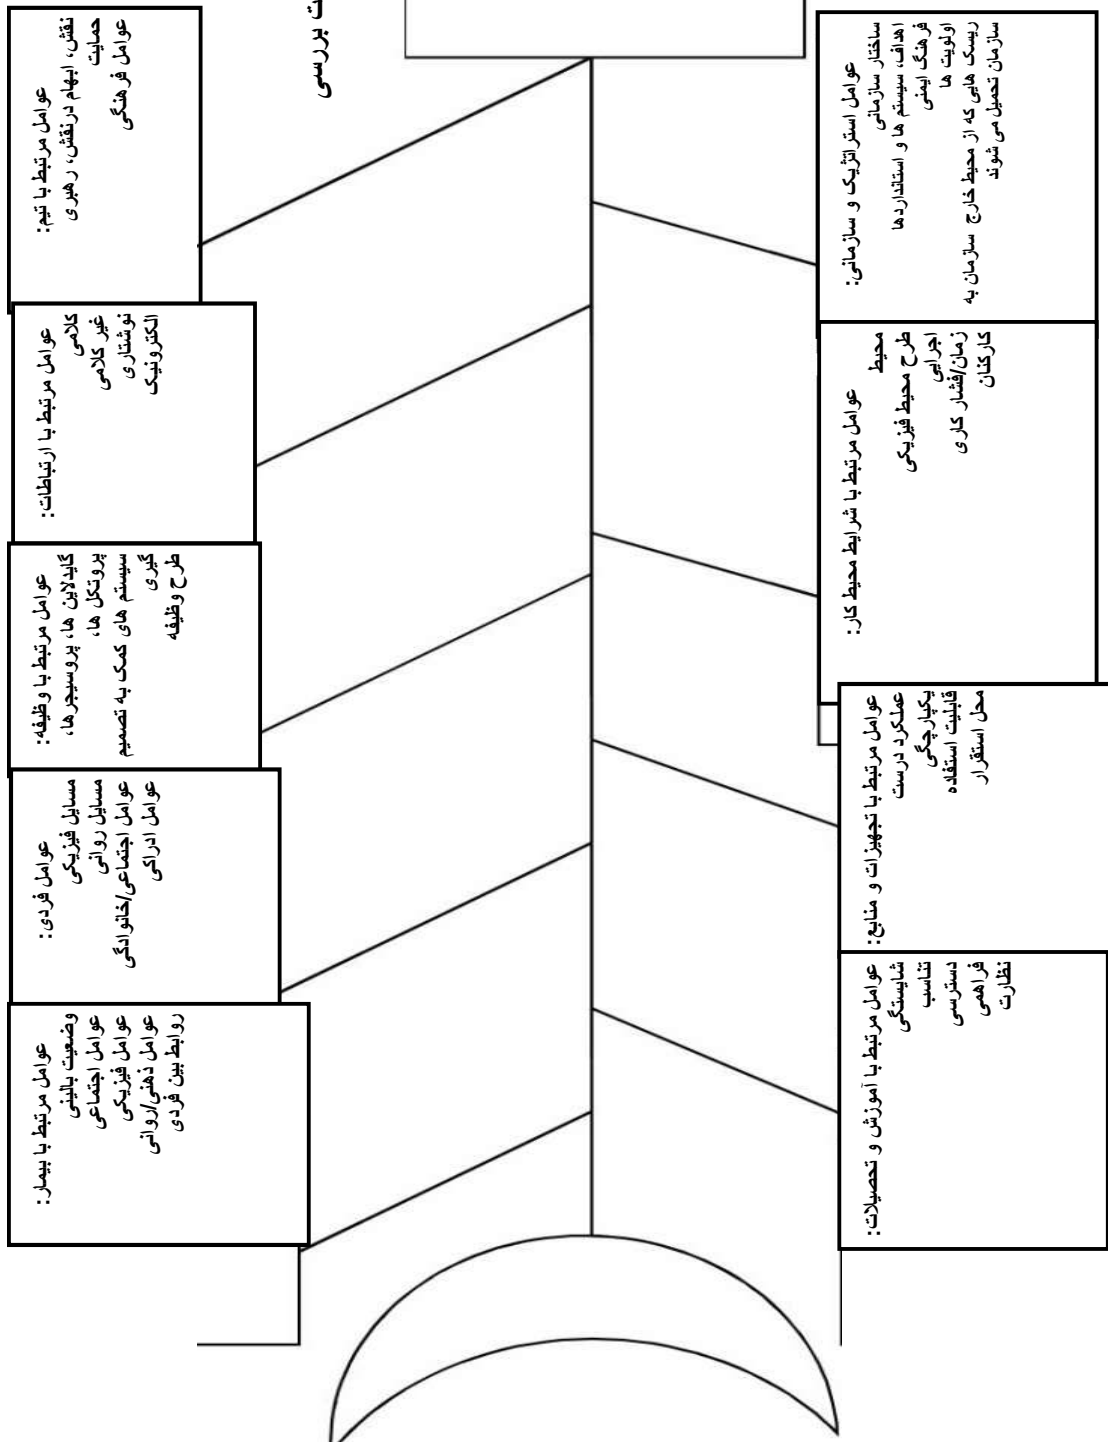 عوامل مرتبط با تیم:
نقش، ابهام درنقش، رهبری
حمایت
عوامل فرهنگی
عوامل مرتبط با ارتباطات:
کلامی
غیر کلامی
نوشتاری
الکترونیک
عوامل مرتبط با وظیفه:
گایدلاین ها، پروسیجرها،
پروتکل ها،
سیستم های کمک به تصمیم
گیری
طرح وظیفه
عوامل فردی:
مسایل فیزیکی
مسایل روانی
عوامل اجتماعی/خانوادگی
عوامل ادراکی
عوامل مرتبط با بیمار:
وضعیت بالینی
عوامل اجتماعی
عوامل فیزیکی
عوامل ذهنی/روانی
روابط بین فردی
بررسی
عوامل استراتژیک و سازمانی:
ساختار سازمانی
اهداف، سیستم ها و استانداردها
فرهنگ ایمنی
اولویت ها
ریسک هایی که از محیط خارج سازمان به
سازمان تحمیل می شوند
عوامل مرتبط با شرایط محیط کار:
محیط
طرح محیط فیزیکی
اجرایی
زمان/فشار کاری
کارکنان
عوامل مرتبط با تجهیزات و منابع:
عملکرد درست
یکپارچگی
قابلیت استفاده
محل استقرار
عوامل مرتبط با آموزش و تحصیلات:
شایستگی
تناسب
فراهمی
دسترسی
نظارت